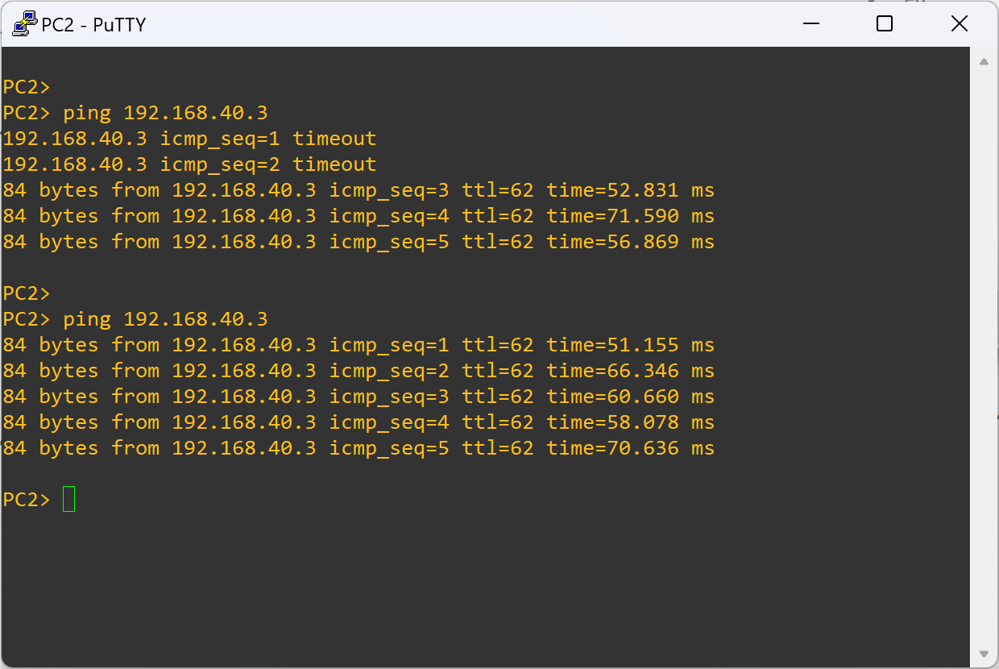 PC2 - PuTTY
PC2>
PC2> ping 192.168.40.3
192.168.40.3 icmp_seq=1 timeout
192.168.40.3 icmp_seq=2 timeout
84 bytes from 192.168.40.3 icmp_seq=3 ttl=62 time=52.831 ms
84 bytes from 192.168.40.3 icmp_seq=4 ttl=62 time=71.590 ms
84 bytes from 192.168.40.3 icmp_seq=5 ttl=62 time=56.869 ms
PC2>
PC2> ping 192.168.40.3
84 bytes from 192.168.40.3 icmp_seq=1 ttl=62 time=51.155 ms
84 bytes from 192.168.40.3 icmp_seq=2 ttl=62 time=66.346 ms
84 bytes from 192.168.40.3 icmp_seq=3 ttl=62 time=60.660 ms
84 bytes from 192.168.40.3 icmp_seq=4 ttl=62 time=58.078 ms
84 bytes from 192.168.40.3 icmp_seq=5 ttl=62 time=70.636 ms
PC2>